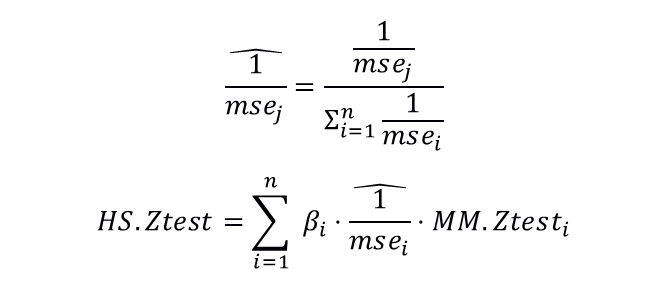 \widehat{\frac{1}{mse_j}} = \frac{\frac{1}{mse_j}}{\Sigma_{i=1}^{n} \frac{1}{mse_i}}
HS.Ztest = \sum_{i=1}^{n} \beta_i \cdot \widehat{\frac{1}{mse_i}} \cdot MM.Ztest_i